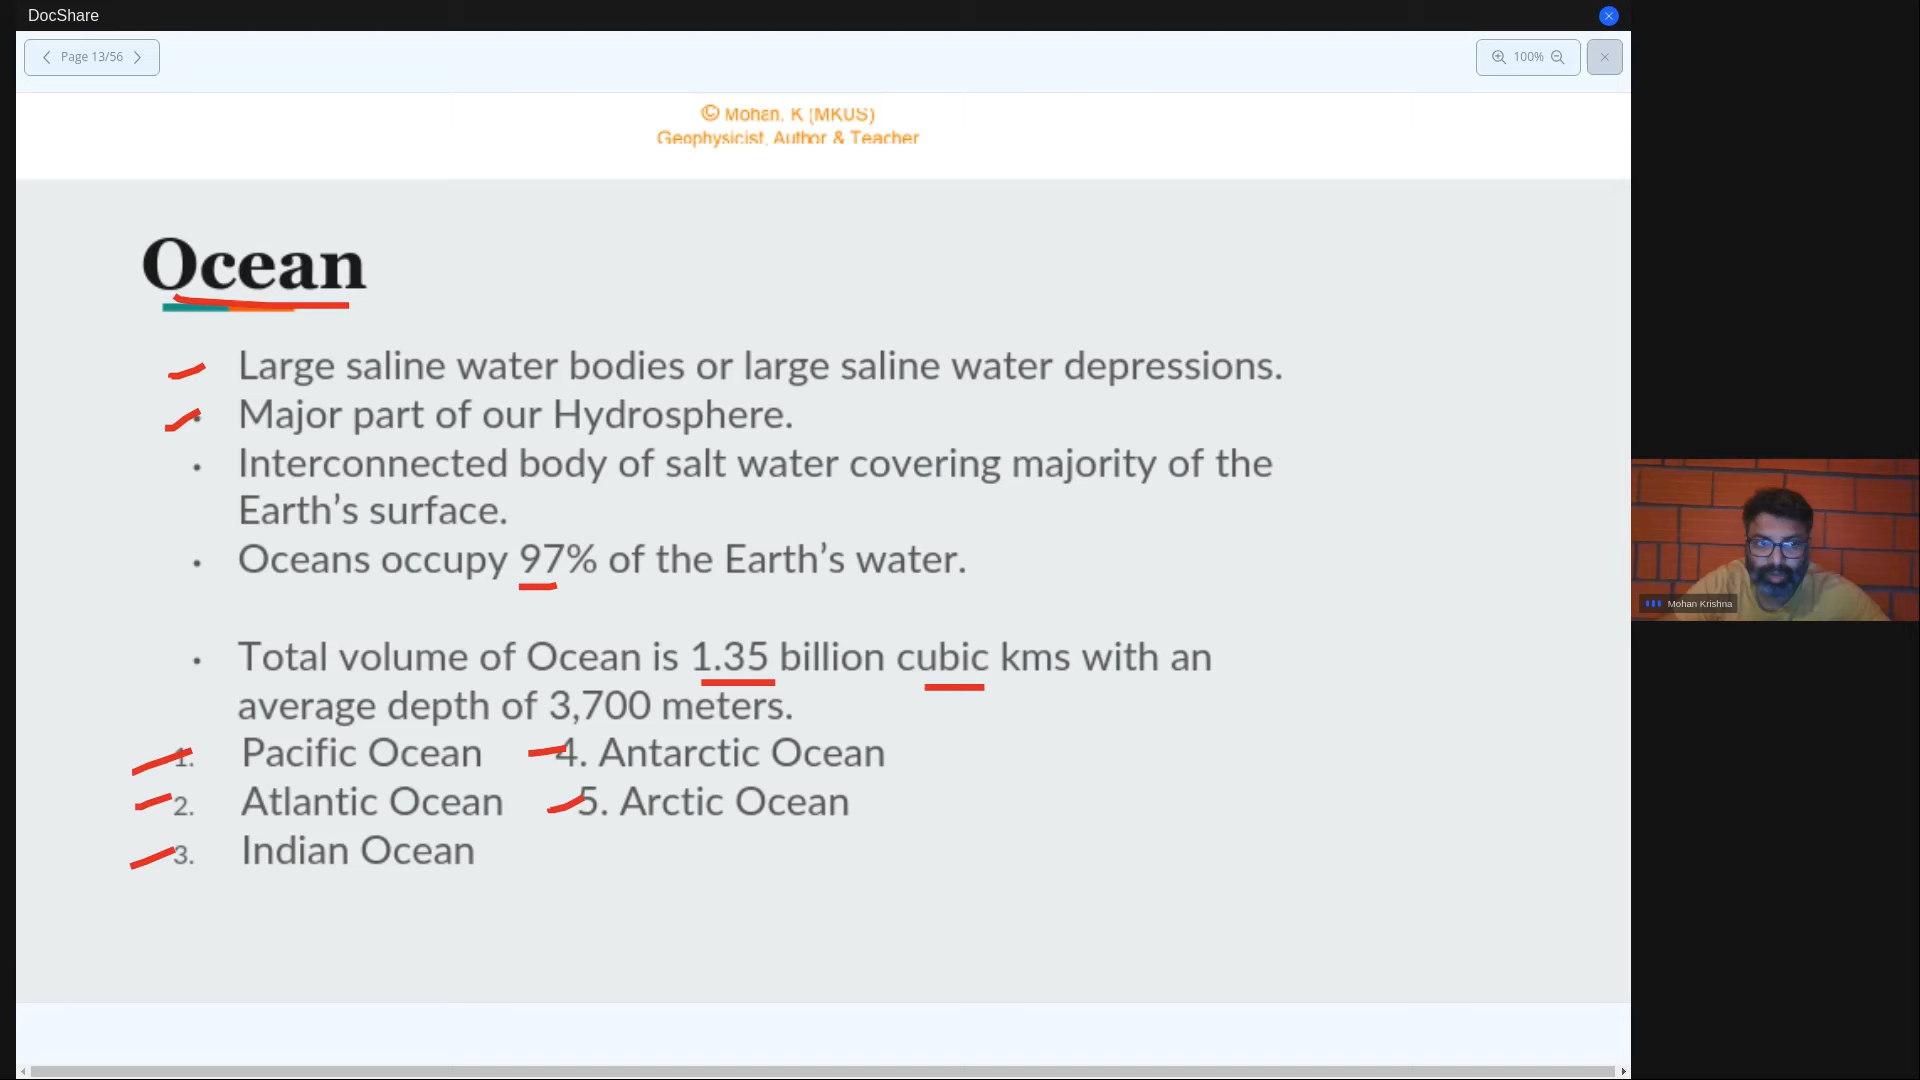 DocShare
Page 13/56
100%
© Mohan. K (MKUS)
Geophysicist, Author & Teacher
Ocean
Large saline water bodies or large saline water depressions.
• Major part of our Hydrosphere.
• Interconnected body of salt water covering majority of the
Earth’s surface.
• Oceans occupy 97% of the Earth’s water.
• Total volume of Ocean is 1.35 billion cubic kms with an
average depth of 3,700 meters.
1. Pacific Ocean 4. Antarctic Ocean
2. Atlantic Ocean 5. Arctic Ocean
3. Indian Ocean
Mohan Krishna